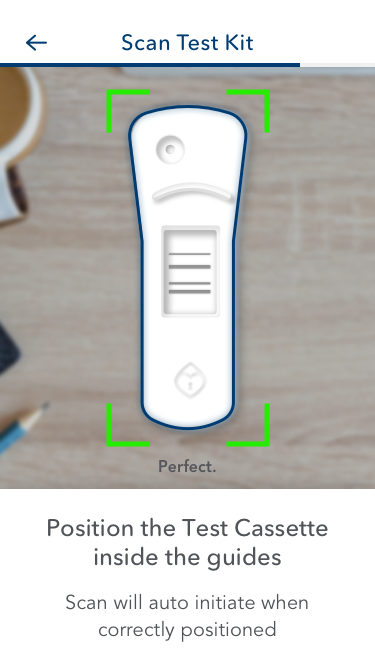 Scan Test Kit
Perfect.
Position the Test Cassette
inside the guides
Scan will auto initiate when
correctly positioned